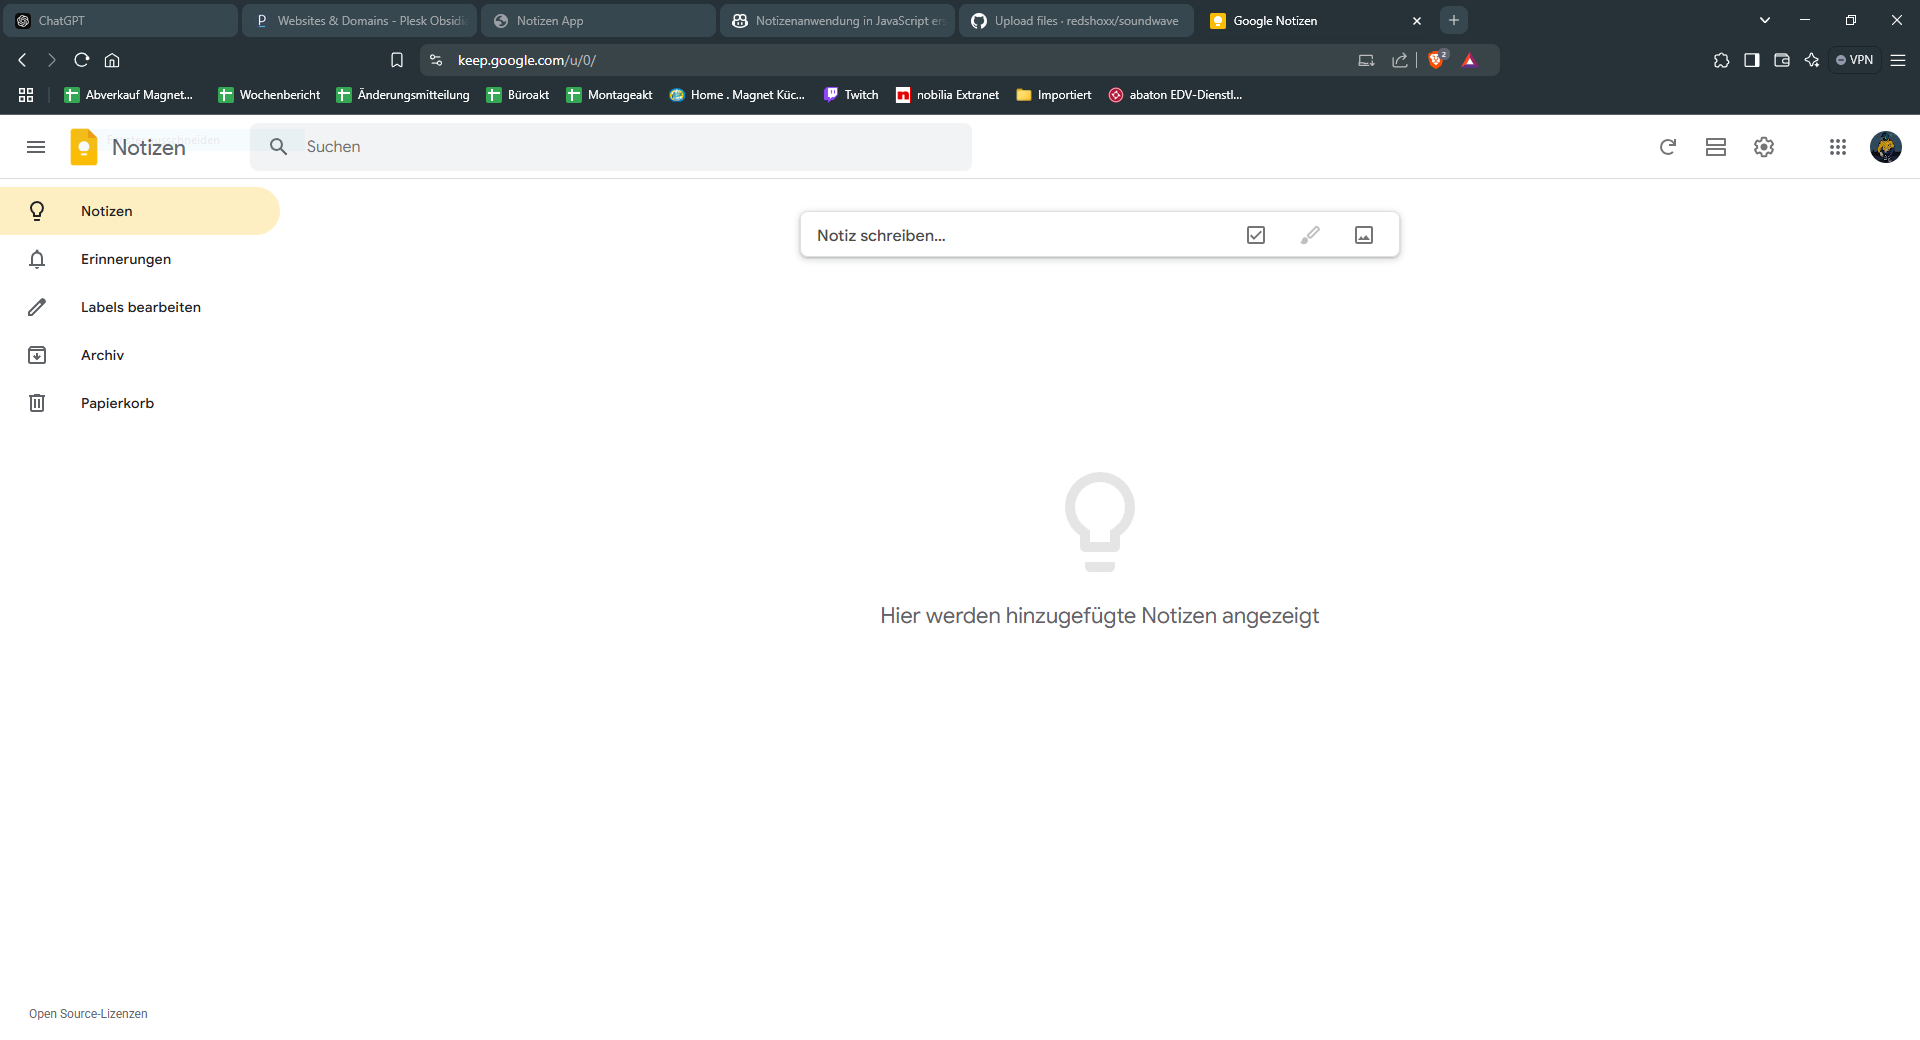 ChatGPT
Websites & Domains - Plesk Obsidi
Notizen App
Notizenanwendung in JavaScript ers
Upload files · redshoxx/soundwave
Google Notizen
keep.google.com/u/0/
2
VPN
Abverkauf Magnet...
Wochenbericht
Änderungsmitteilung
Büroakt
Montageakt
Home . Magnet Küc...
Twitch
nobilia Extranet
Importiert
abaton EDV-Dienstl...
Notizen
Suchen
Notizen
Notiz schreiben...
Erinnerungen
Labels bearbeiten
Archiv
Papierkorb
Hier werden hinzugefügte Notizen angezeigt
Open Source-Lizenzen